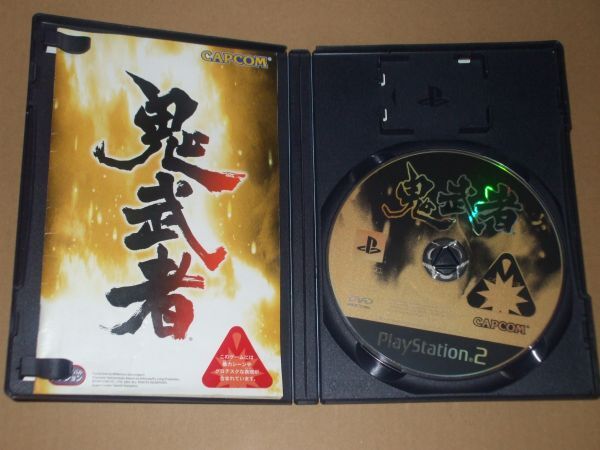 CAPCOM
鬼武者
このゲームには
暴力シーンや
グロテスクな表現が
含まれています。
鬼武者
CAPCOM
PlayStation 2